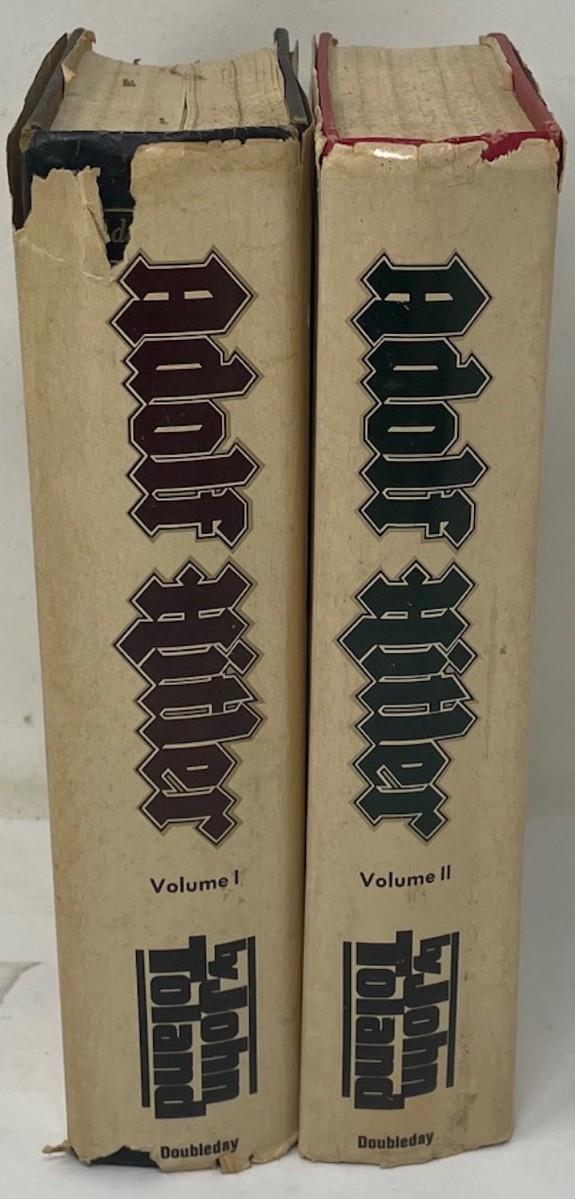 Adolf Hitler
Volume I
by John
Toland
Doubleday
Adolf Hitler
Volume II
by John
Toland
Doubleday